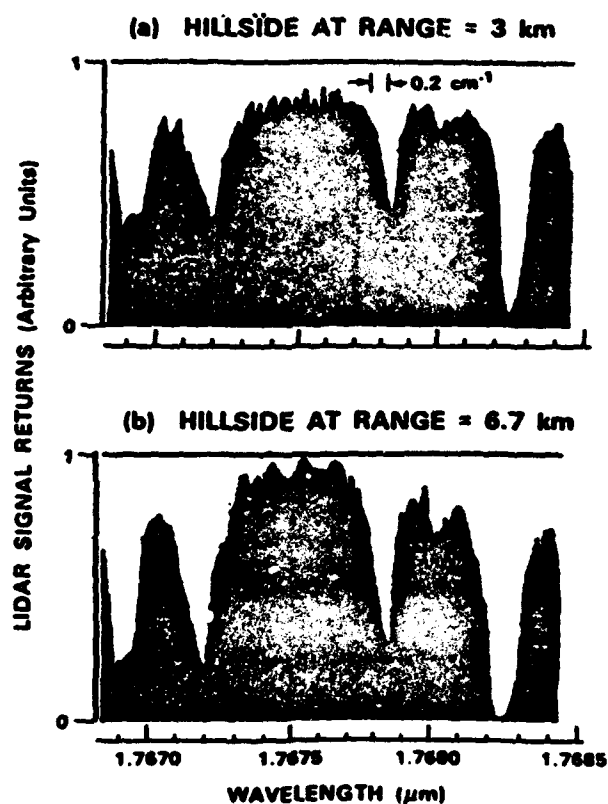 (a) HILLSIDE AT RANGE = 3 km
1
0.2 cm⁻¹
0
LIDAR SIGNAL RETURNS (Arbitrary Units)
(b) HILLSIDE AT RANGE = 6.7 km
1
0
1.7670 1.7675 1.7680 1.7685
WAVELENGTH (μm)